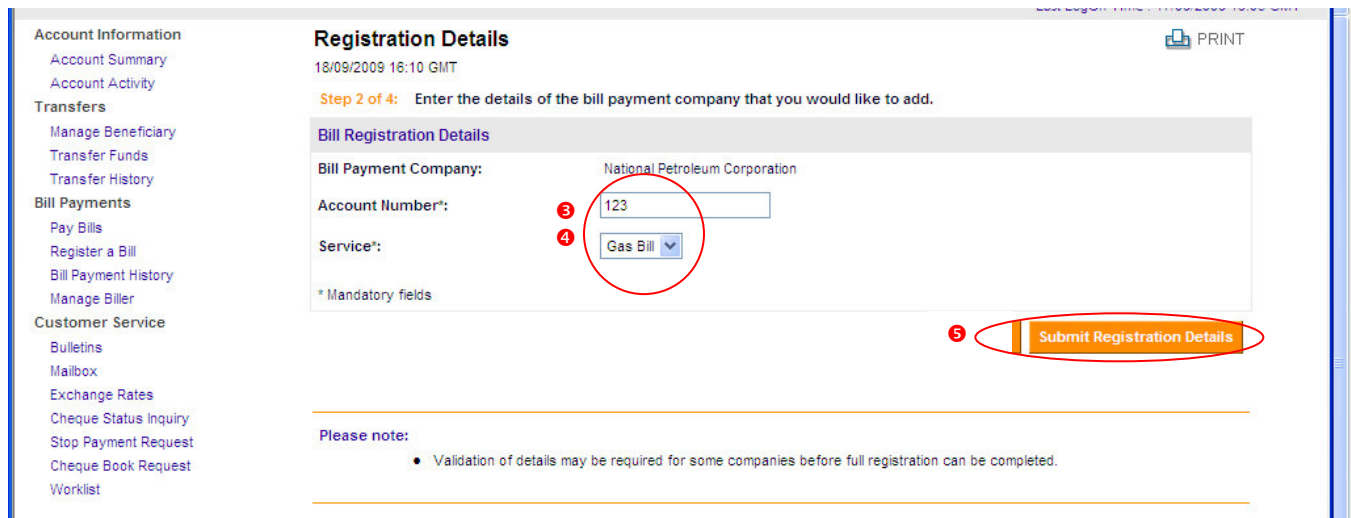 Account Information
Account Summary
Account Activity
Transfers
Manage Beneficiary
Transfer Funds
Transfer History
Bill Payments
Pay Bills
Register a Bill
Bill Payment History
Manage Biller
Customer Service
Bulletins
Mailbox
Exchange Rates
Cheque Status Inquiry
Stop Payment Request
Cheque Book Request
Worklist
Registration Details
PRINT
18/09/2009 16:10 GMT
Step 2 of 4: Enter the details of the bill payment company that you would like to add.
Bill Registration Details
Bill Payment Company: National Petroleum Corporation
Account Number*: ❸ 123
Service*: ❹ Gas Bill
* Mandatory fields
❺ Submit Registration Details
Please note:
• Validation of details may be required for some companies before full registration can be completed.